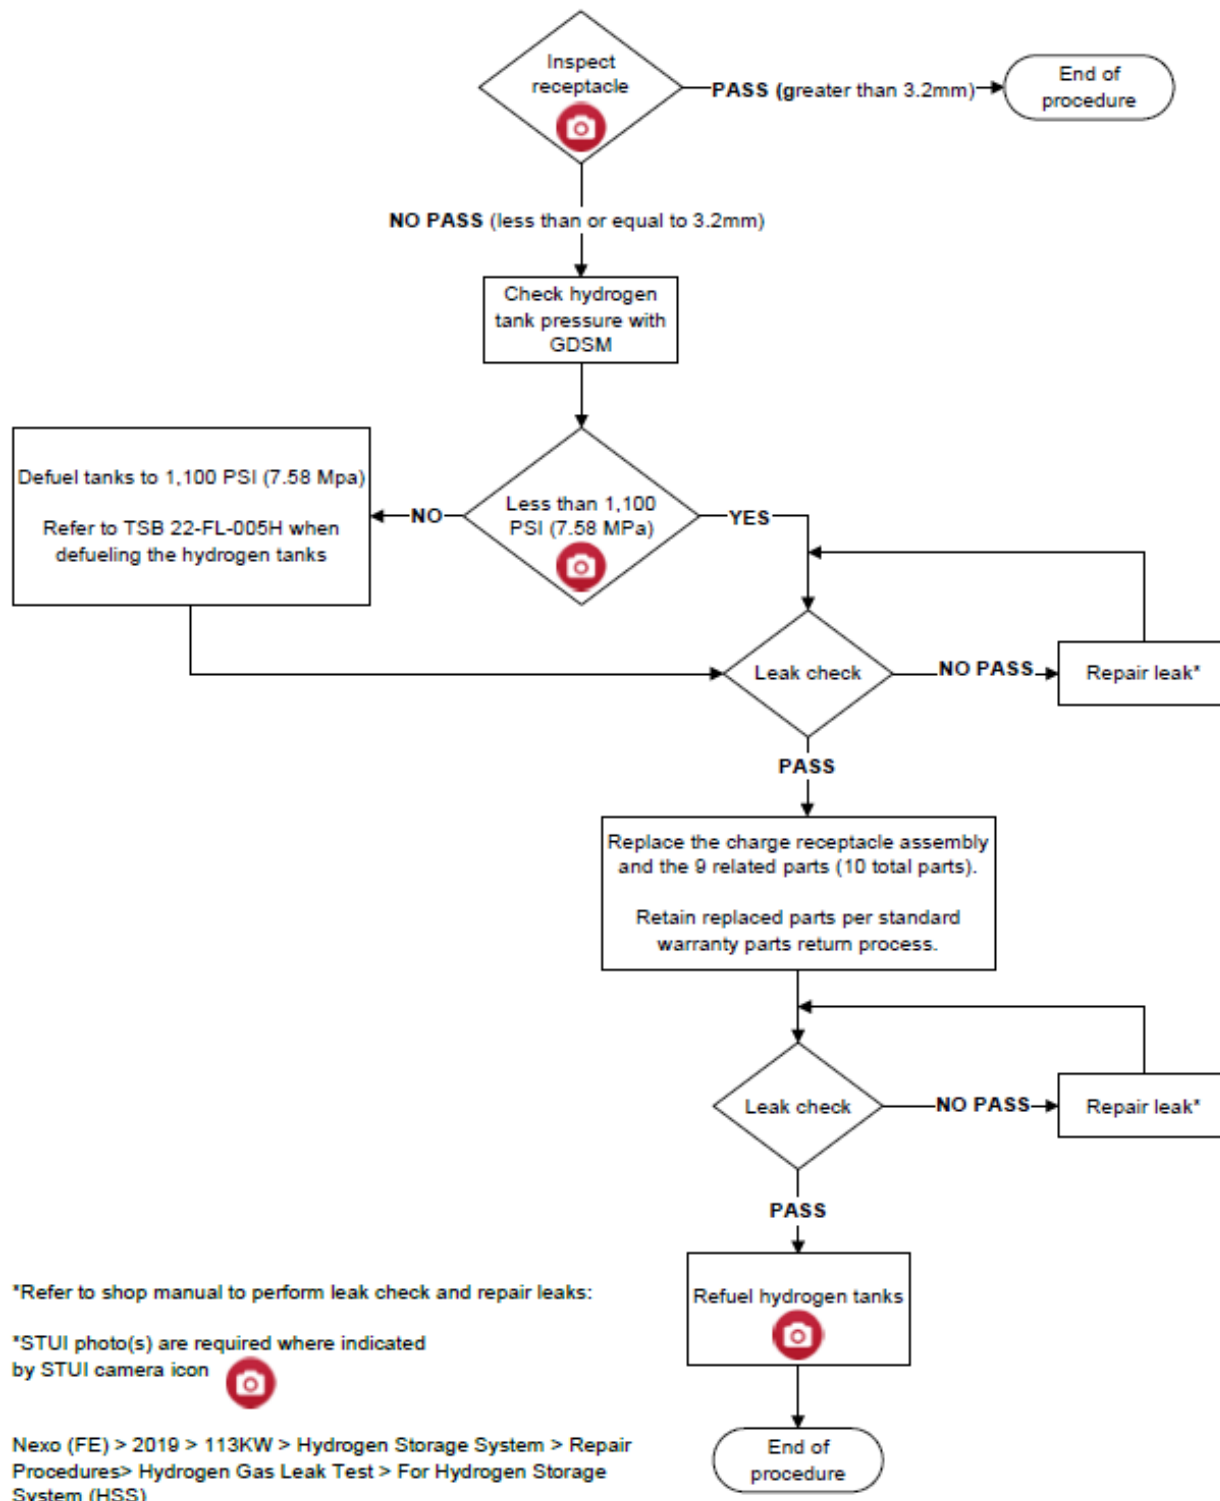 Inspect
receptacle
PASS (greater than 3.2mm)
End of
procedure
NO PASS (less than or equal to 3.2mm)
Check hydrogen
tank pressure with
GDSM
Defuel tanks to 1,100 PSI (7.58 Mpa)
Refer to TSB 22-FL-005H when
defueling the hydrogen tanks
NO
Less than 1,100
PSI (7.58 MPa)
YES
Leak check
NO PASS
Repair leak*
PASS
Replace the charge receptacle assembly
and the 9 related parts (10 total parts).
Retain replaced parts per standard
warranty parts return process.
Leak check
NO PASS
Repair leak*
PASS
Refuel hydrogen tanks
End of
procedure
*Refer to shop manual to perform leak check and repair leaks:
*STUI photo(s) are required where indicated
by STUI camera icon
Nexo (FE) > 2019 > 113KW > Hydrogen Storage System > Repair
Procedures> Hydrogen Gas Leak Test > For Hydrogen Storage
System (HSS)